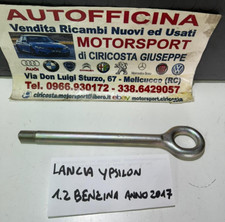 AUTOFFICINA
Vendita Ricambi Nuovi ed Usati
MOTORSPORT
di CIRICOSTA GIUSEPPE
Via Don Luigi Sturzo, 67 - Melicucco (RC)
Tel. 0966.930172 - 338.6429057
LANCIA YPSILON
1.2 BENZINA ANNO 2017